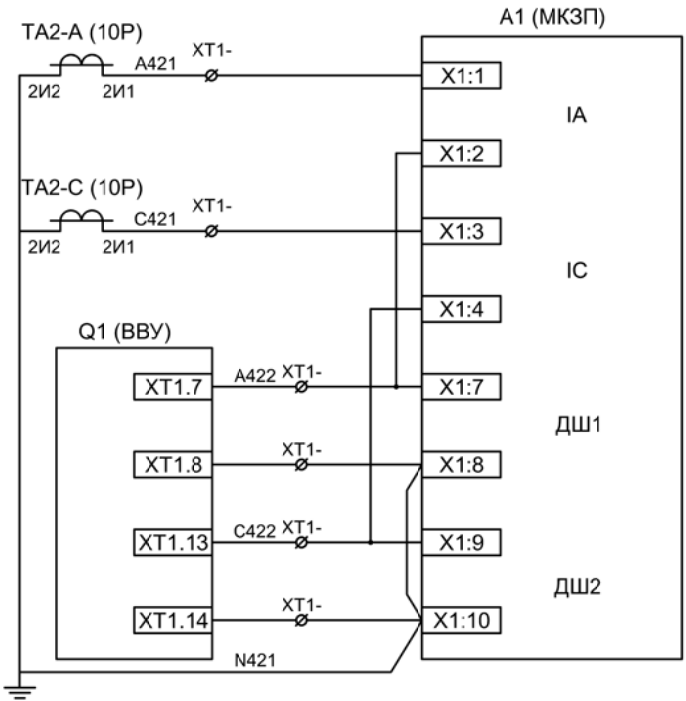 A1 (МКЗП)
TA2-A (10P)
A421
XT1-
2И2
2И1
X1:1
IA
X1:2
TA2-C (10P)
C421
XT1-
2И2
2И1
X1:3
IC
X1:4
Q1 (ВВУ)
XT1.7
A422
XT1-
X1:7
ДШ1
XT1.8
XT1-
X1:8
XT1.13
C422
XT1-
X1:9
ДШ2
XT1.14
XT1-
X1:10
N421